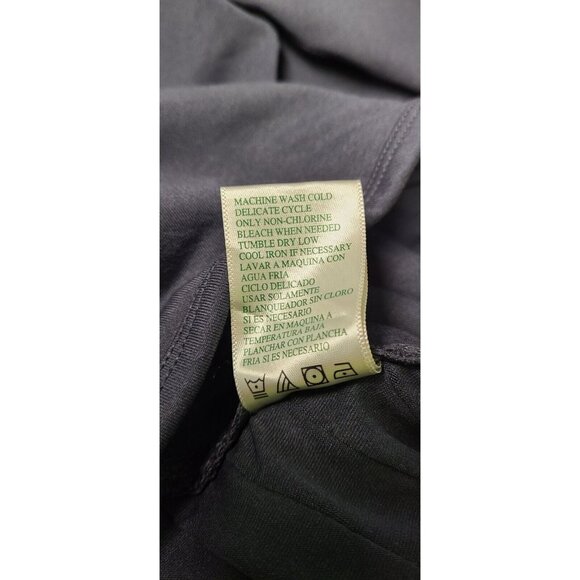 MACHINE WASH COLD
DELICATE CYCLE
ONLY NON-CHLORINE
BLEACH WHEN NEEDED
TUMBLE DRY LOW
COOL IRON IF NECESSARY
LAVAR A MAQUINA CON
AGUA FRIA
CICLO DELICADO
USAR SOLAMENTE
BLANQUEADOR SIN CLORO
SI ES NECESARIO
SECAR EN MAQUINA A
TEMPERATURA BAJA
PLANCHAR CON PLANCHA
FRIA SI ES NECESARIO